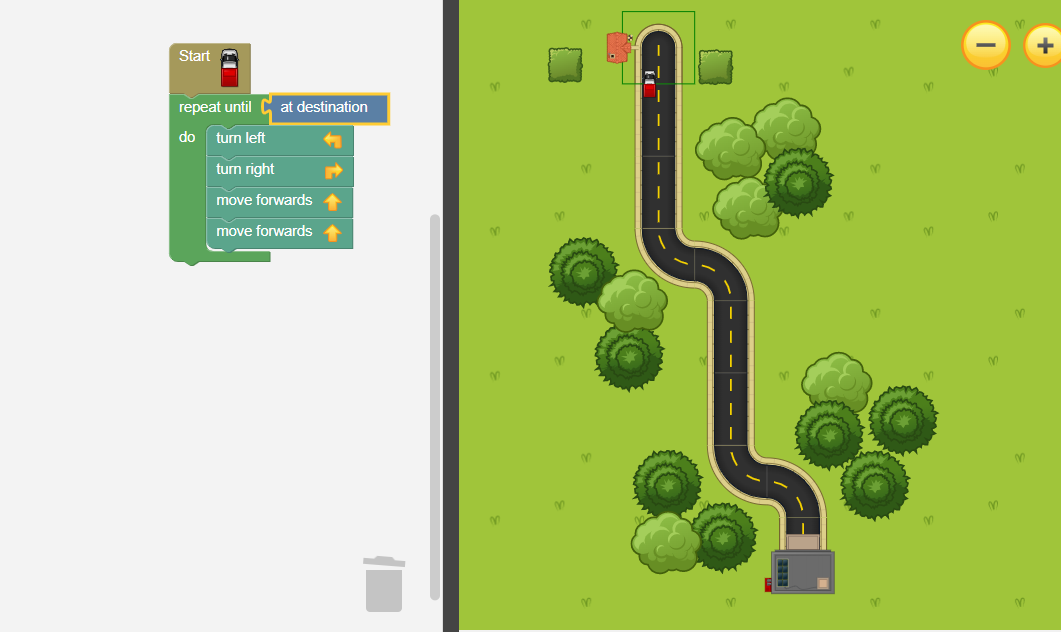 Start
repeat until at destination
do turn left
turn right
move forwards
move forwards